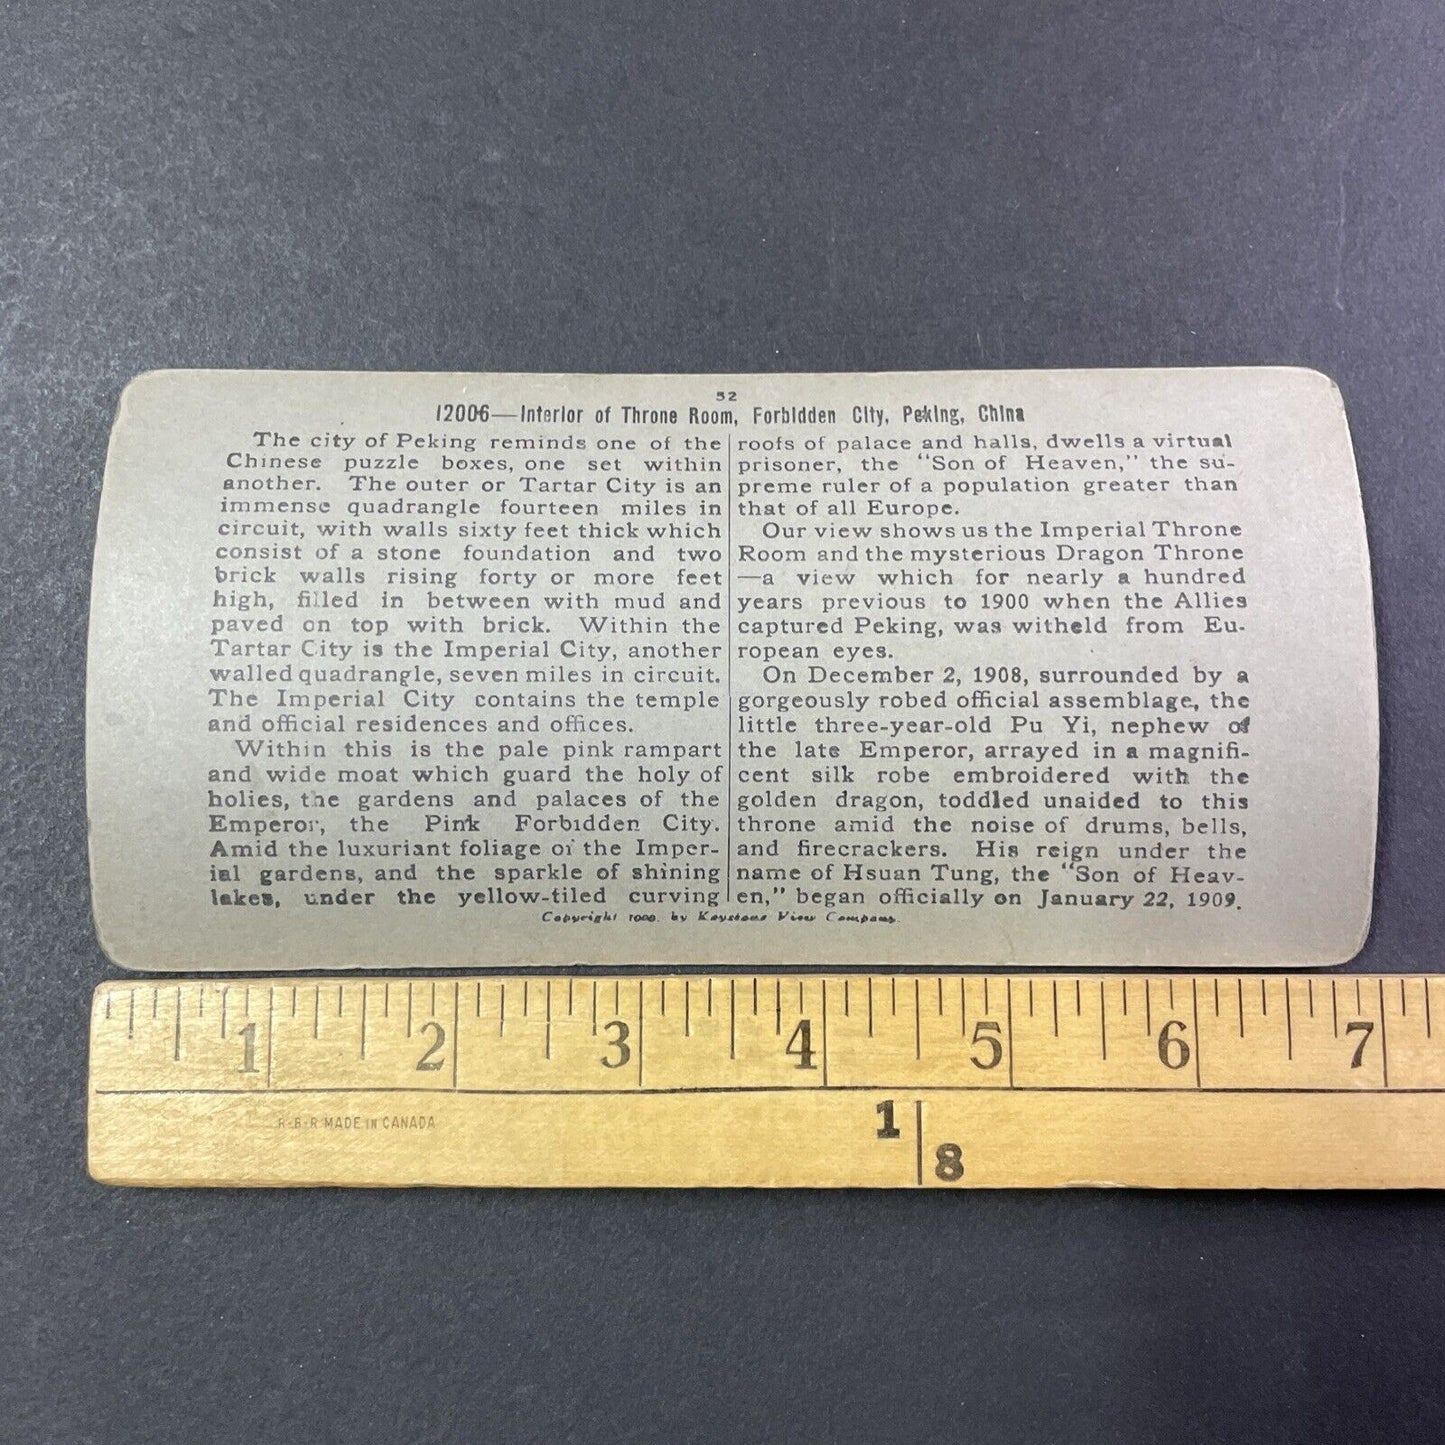 52
12006—Interior of Throne Room, Forbidden City, Peking, China
The city of Peking reminds one of the
Chinese puzzle boxes, one set within
another. The outer or Tartar City is an
immense quadrangle fourteen miles in
circuit, with walls sixty feet thick which
consist of a stone foundation and two
brick walls rising forty or more feet
high, filled in between with mud and
paved on top with brick. Within the
Tartar City is the Imperial City, another
walled quadrangle, seven miles in circuit.
The Imperial City contains the temple
and official residences and offices.
Within this is the pale pink rampart
and wide moat which guard the holy of
holies, the gardens and palaces of the
Emperor, the Pink Forbidden City.
Amid the luxuriant foliage of the Imper-
ial gardens, and the sparkle of shining
lakes, under the yellow-tiled curving
roofs of palace and halls, dwells a virtual
prisoner, the "Son of Heaven," the su-
preme ruler of a population greater than
that of all Europe.
Our view shows us the Imperial Throne
Room and the mysterious Dragon Throne
—a view which for nearly a hundred
years previous to 1900 when the Allies
captured Peking, was witheld from Eu-
ropean eyes.
On December 2, 1908, surrounded by a
gorgeously robed official assemblage, the
little three-year-old Pu Yi, nephew of
the late Emperor, arrayed in a magnifi-
cent silk robe embroidered with the
golden dragon, toddled unaided to this
throne amid the noise of drums, bells,
and firecrackers. His reign under the
name of Hsuan Tung, the "Son of Heav-
en," began officially on January 22, 1909.
Copyright by Keystone View Company.
1 2 3 4 5 6 7
R-B-R MADE IN CANADA
1
8